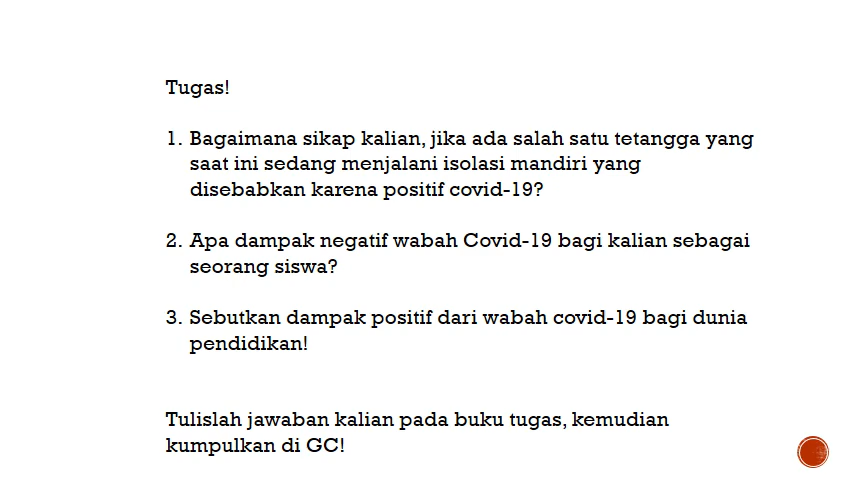 Tugas!
1. Bagaimana sikap kalian, jika ada salah satu tetangga yang
saat ini sedang menjalani isolasi mandiri yang
disebabkan karena positif covid-19?
2. Apa dampak negatif wabah Covid-19 bagi kalian sebagai
seorang siswa?
3. Sebutkan dampak positif dari wabah covid-19 bagi dunia
pendidikan!
Tulislah jawaban kalian pada buku tugas, kemudian
kumpulkan di GC!